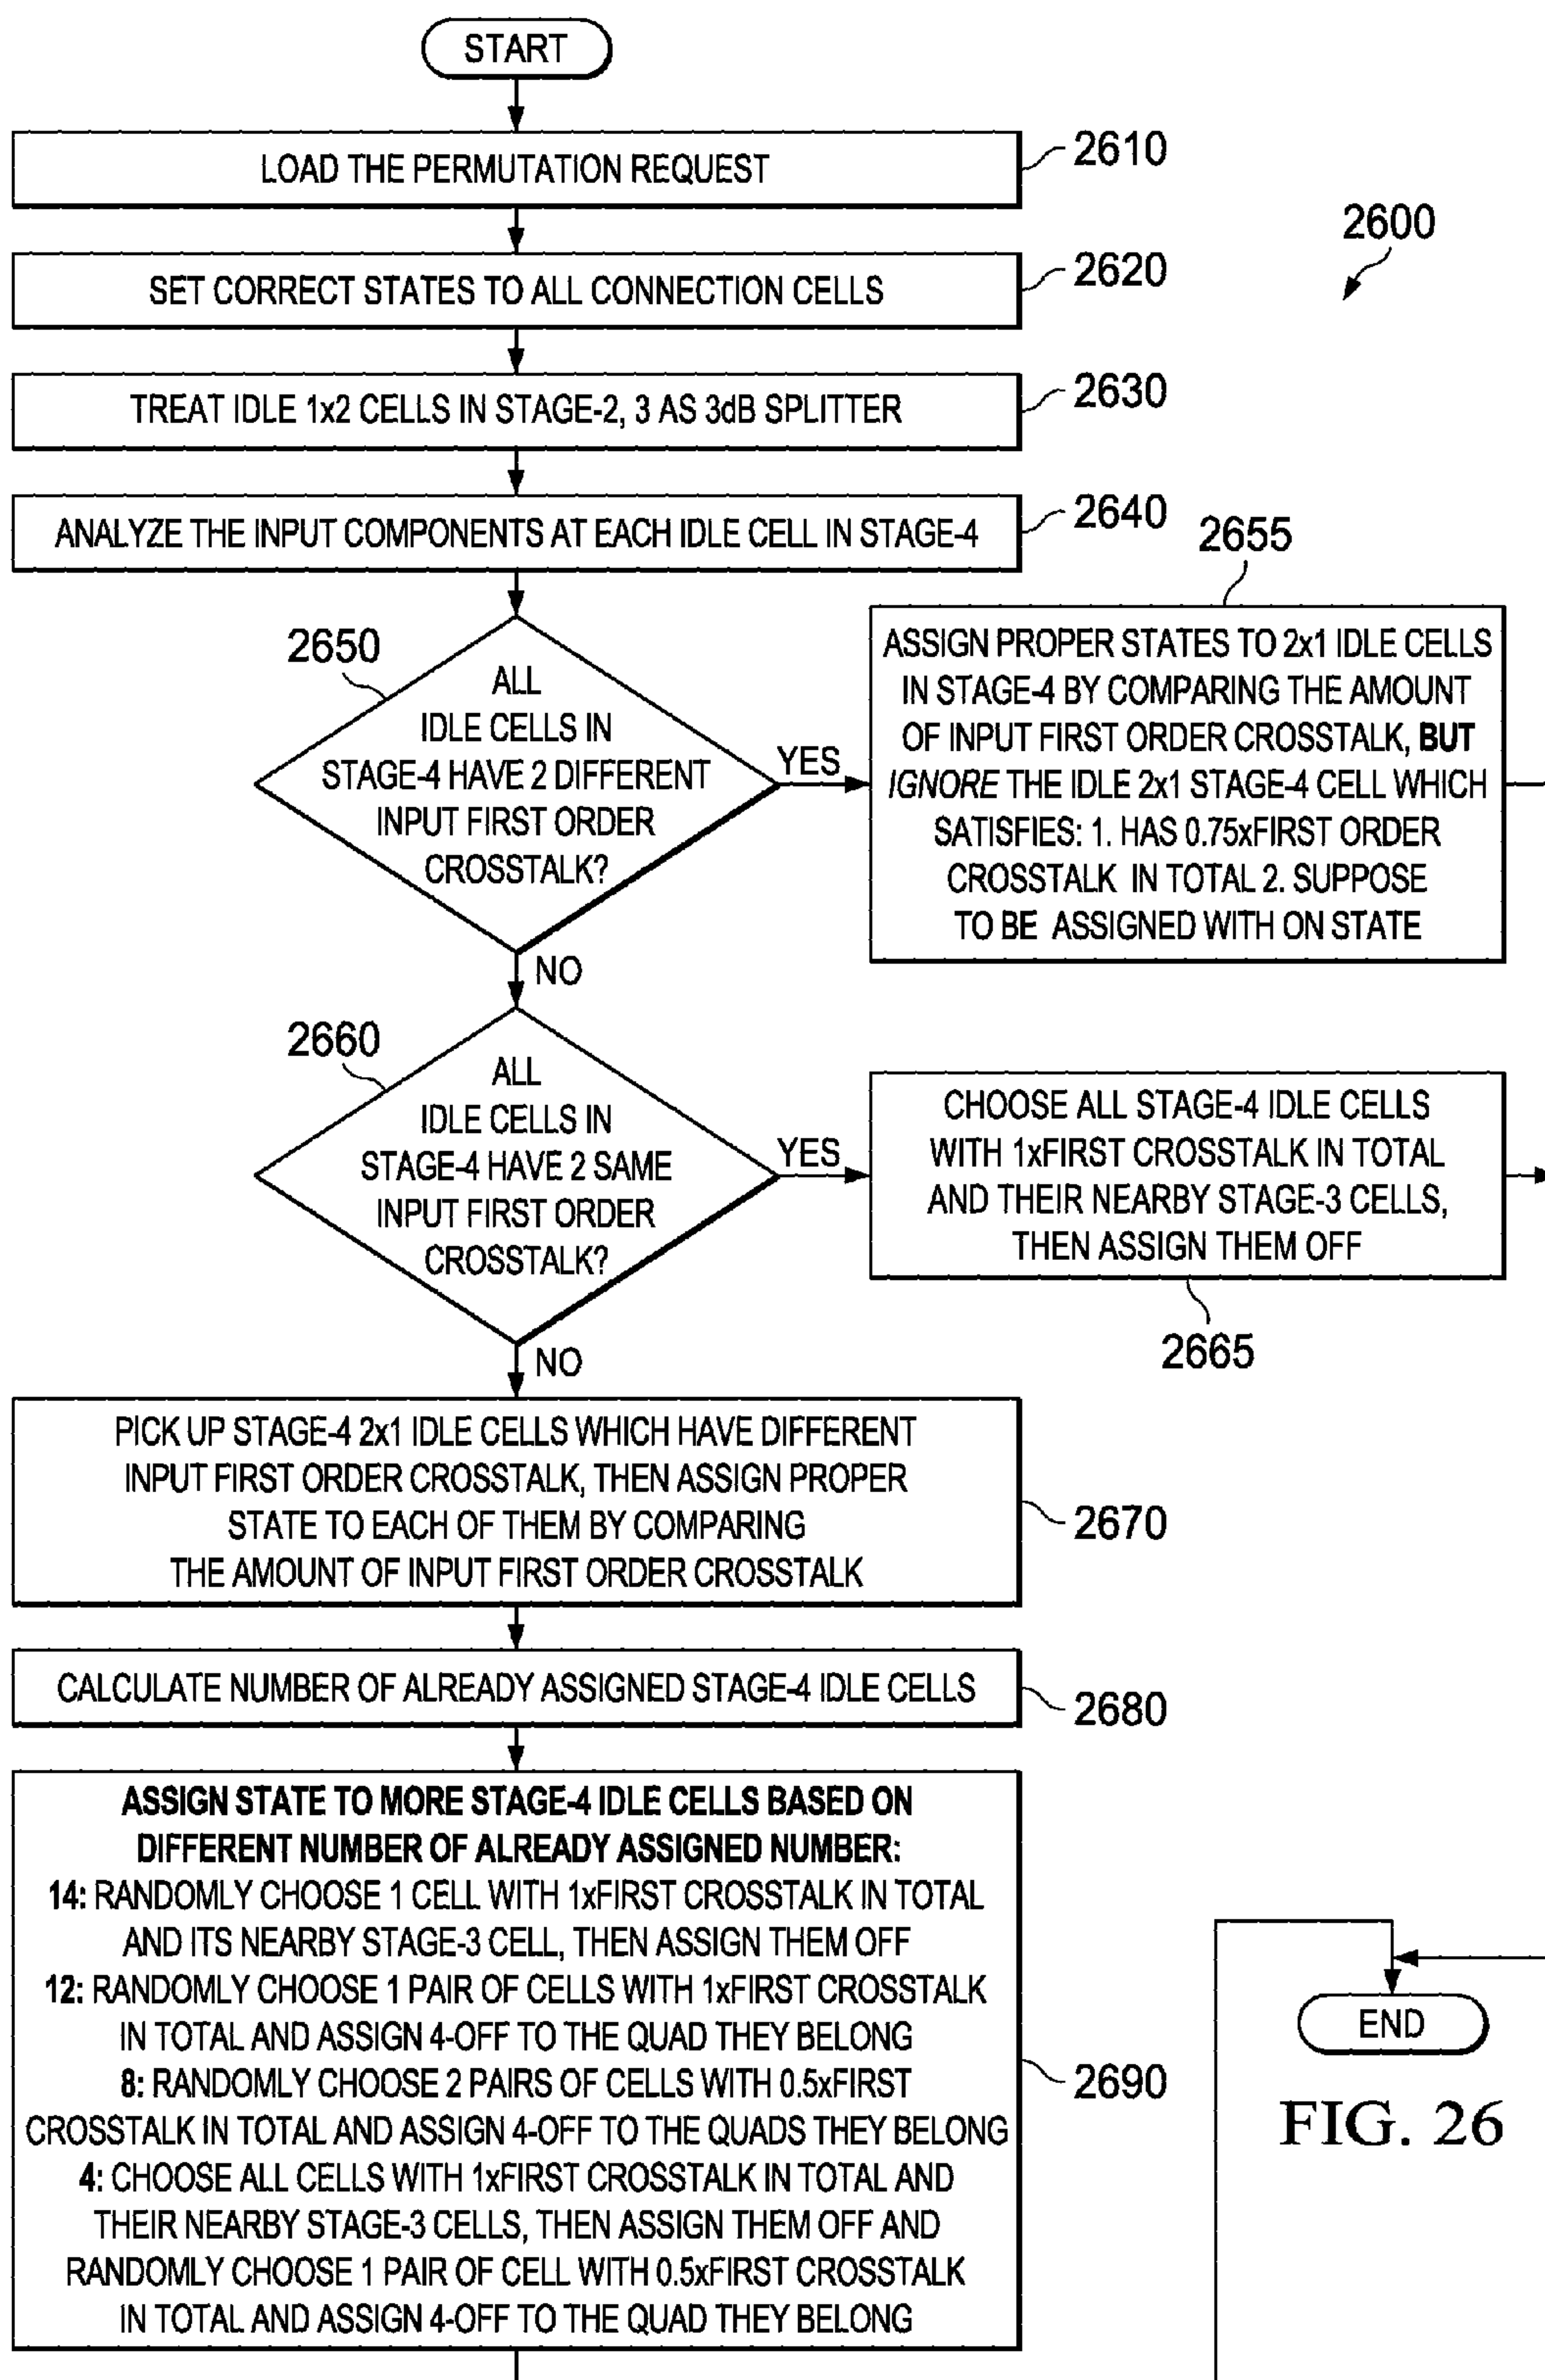 START
LOAD THE PERMUTATION REQUEST
2610
2600
SET CORRECT STATES TO ALL CONNECTION CELLS
2620
TREAT IDLE 1x2 CELLS IN STAGE-2, 3 AS 3dB SPLITTER
2630
ANALYZE THE INPUT COMPONENTS AT EACH IDLE CELL IN STAGE-4
2640
2650
ALL
IDLE CELLS IN
STAGE-4 HAVE 2 DIFFERENT
INPUT FIRST ORDER
CROSSTALK?
YES
NO
2655
ASSIGN PROPER STATES TO 2x1 IDLE CELLS
IN STAGE-4 BY COMPARING THE AMOUNT
OF INPUT FIRST ORDER CROSSTALK, BUT
IGNORE THE IDLE 2x1 STAGE-4 CELL WHICH
SATISFIES: 1. HAS 0.75xFIRST ORDER
CROSSTALK IN TOTAL 2. SUPPOSE
TO BE ASSIGNED WITH ON STATE
2660
ALL
IDLE CELLS IN
STAGE-4 HAVE 2 SAME
INPUT FIRST ORDER
CROSSTALK?
YES
NO
CHOOSE ALL STAGE-4 IDLE CELLS
WITH 1xFIRST CROSSTALK IN TOTAL
AND THEIR NEARBY STAGE-3 CELLS,
THEN ASSIGN THEM OFF
2665
PICK UP STAGE-4 2x1 IDLE CELLS WHICH HAVE DIFFERENT
INPUT FIRST ORDER CROSSTALK, THEN ASSIGN PROPER
STATE TO EACH OF THEM BY COMPARING
THE AMOUNT OF INPUT FIRST ORDER CROSSTALK
2670
CALCULATE NUMBER OF ALREADY ASSIGNED STAGE-4 IDLE CELLS
2680
ASSIGN STATE TO MORE STAGE-4 IDLE CELLS BASED ON
DIFFERENT NUMBER OF ALREADY ASSIGNED NUMBER:
14: RANDOMLY CHOOSE 1 CELL WITH 1xFIRST CROSSTALK IN TOTAL
AND ITS NEARBY STAGE-3 CELL, THEN ASSIGN THEM OFF
12: RANDOMLY CHOOSE 1 PAIR OF CELLS WITH 1xFIRST CROSSTALK
IN TOTAL AND ASSIGN 4-OFF TO THE QUAD THEY BELONG
8: RANDOMLY CHOOSE 2 PAIRS OF CELLS WITH 0.5xFIRST
CROSSTALK IN TOTAL AND ASSIGN 4-OFF TO THE QUADS THEY BELONG
4: CHOOSE ALL CELLS WITH 1xFIRST CROSSTALK IN TOTAL AND
THEIR NEARBY STAGE-3 CELLS, THEN ASSIGN THEM OFF AND
RANDOMLY CHOOSE 1 PAIR OF CELL WITH 0.5xFIRST CROSSTALK
IN TOTAL AND ASSIGN 4-OFF TO THE QUAD THEY BELONG
2690
END
FIG. 26